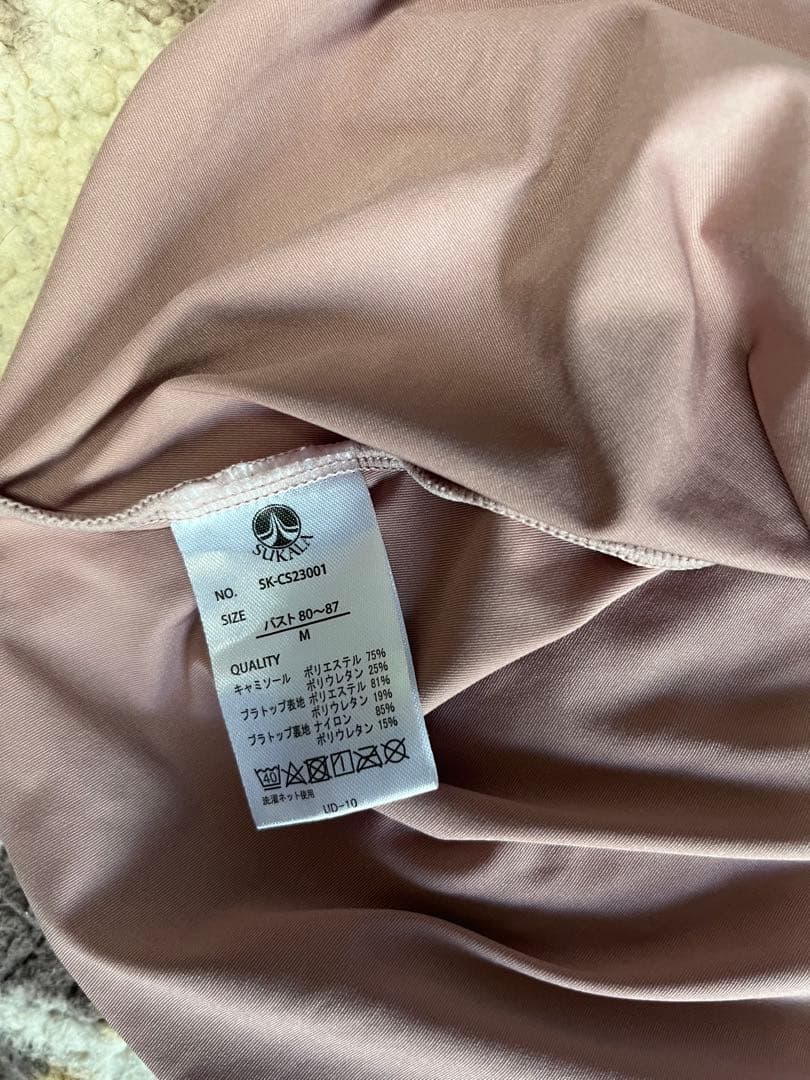 SUKALA
NO. SK-CS23001
SIZE バスト 80～87
M
QUALITY
キャミソール ポリエステル 75%
ポリウレタン 25%
ブラトップ表地 ポリエステル 81%
ポリウレタン 19%
ブラトップ裏地 ナイロン 85%
ポリウレタン 15%
40
洗濯ネット使用
UD-10